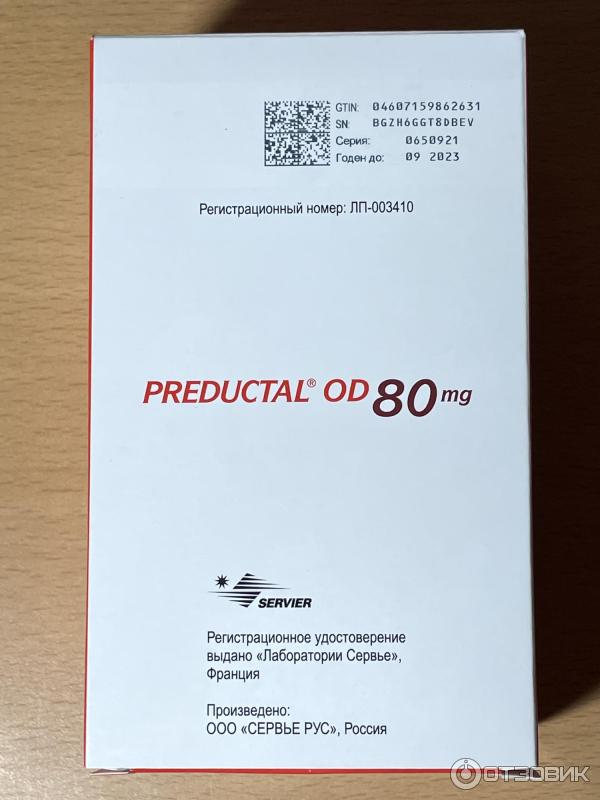 GTIN: 04607159862631
SN: BGZH6GGT8DBEV
Серия: 0650921
Годен до: 09 2023
Регистрационный номер: ЛП-003410
PREDUCTAL® OD 80 mg
SERVIER
Регистрационное удостоверение
выдано «Лаборатории Сервье»,
Франция
Произведено:
ООО «СЕРВЬЕ РУС», Россия
ОТЗОВИК